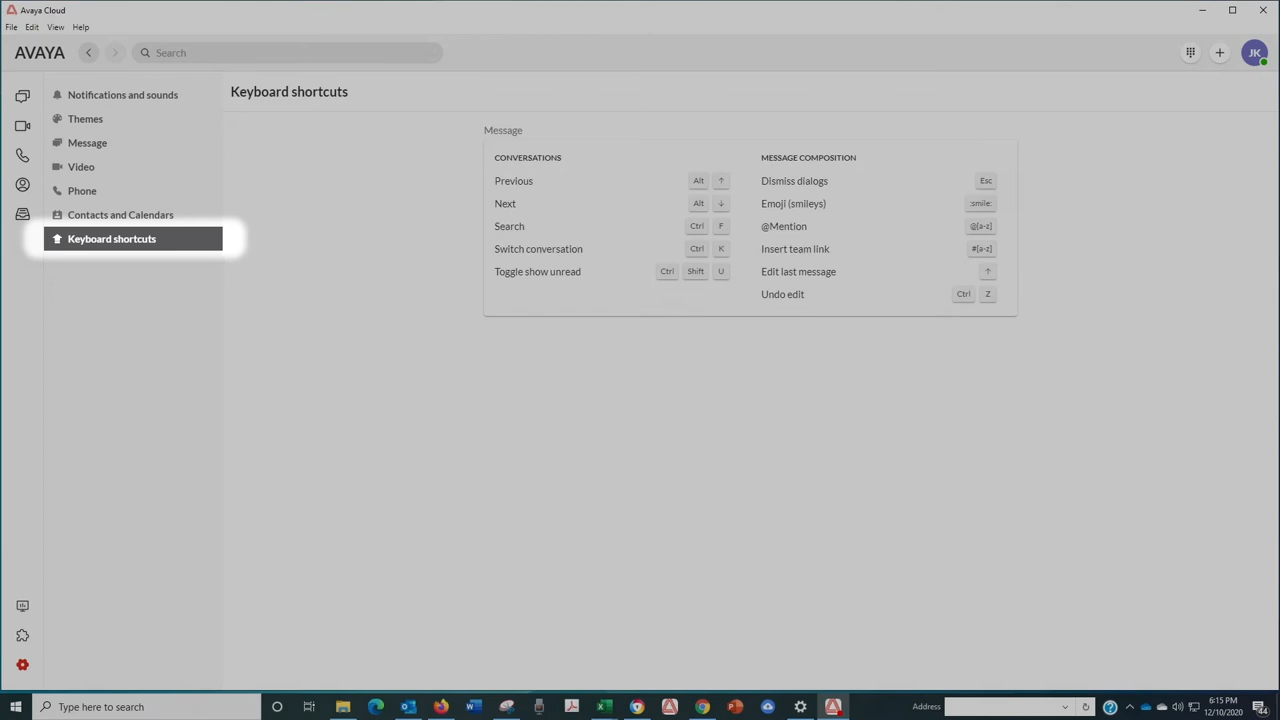 Avaya Cloud
File Edit View Help
AVAYA
Search
JK
Notifications and sounds
Themes
Message
Video
Phone
Contacts and Calendars
Keyboard shortcuts
Keyboard shortcuts
Message
CONVERSATIONS
Previous Alt ↑
Next Alt ↓
Search Ctrl F
Switch conversation Ctrl K
Toggle show unread Ctrl Shift U
MESSAGE COMPOSITION
Dismiss dialogs Esc
Emoji (smileys) :smile:
@Mention @[a-z]
Insert team link #[a-z]
Edit last message ↑
Undo edit Ctrl Z
Type here to search
Address
6:15 PM
12/10/2020
44